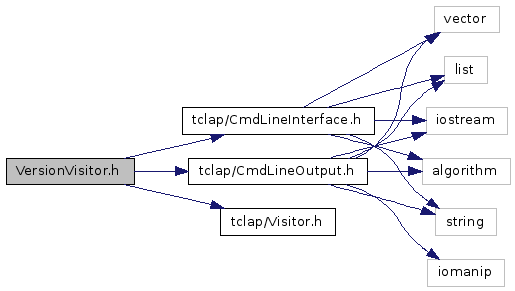 vector
list
tclap/CmdLineInterface.h
iostream
VersionVisitor.h
tclap/CmdLineOutput.h
algorithm
tclap/Visitor.h
string
iomanip